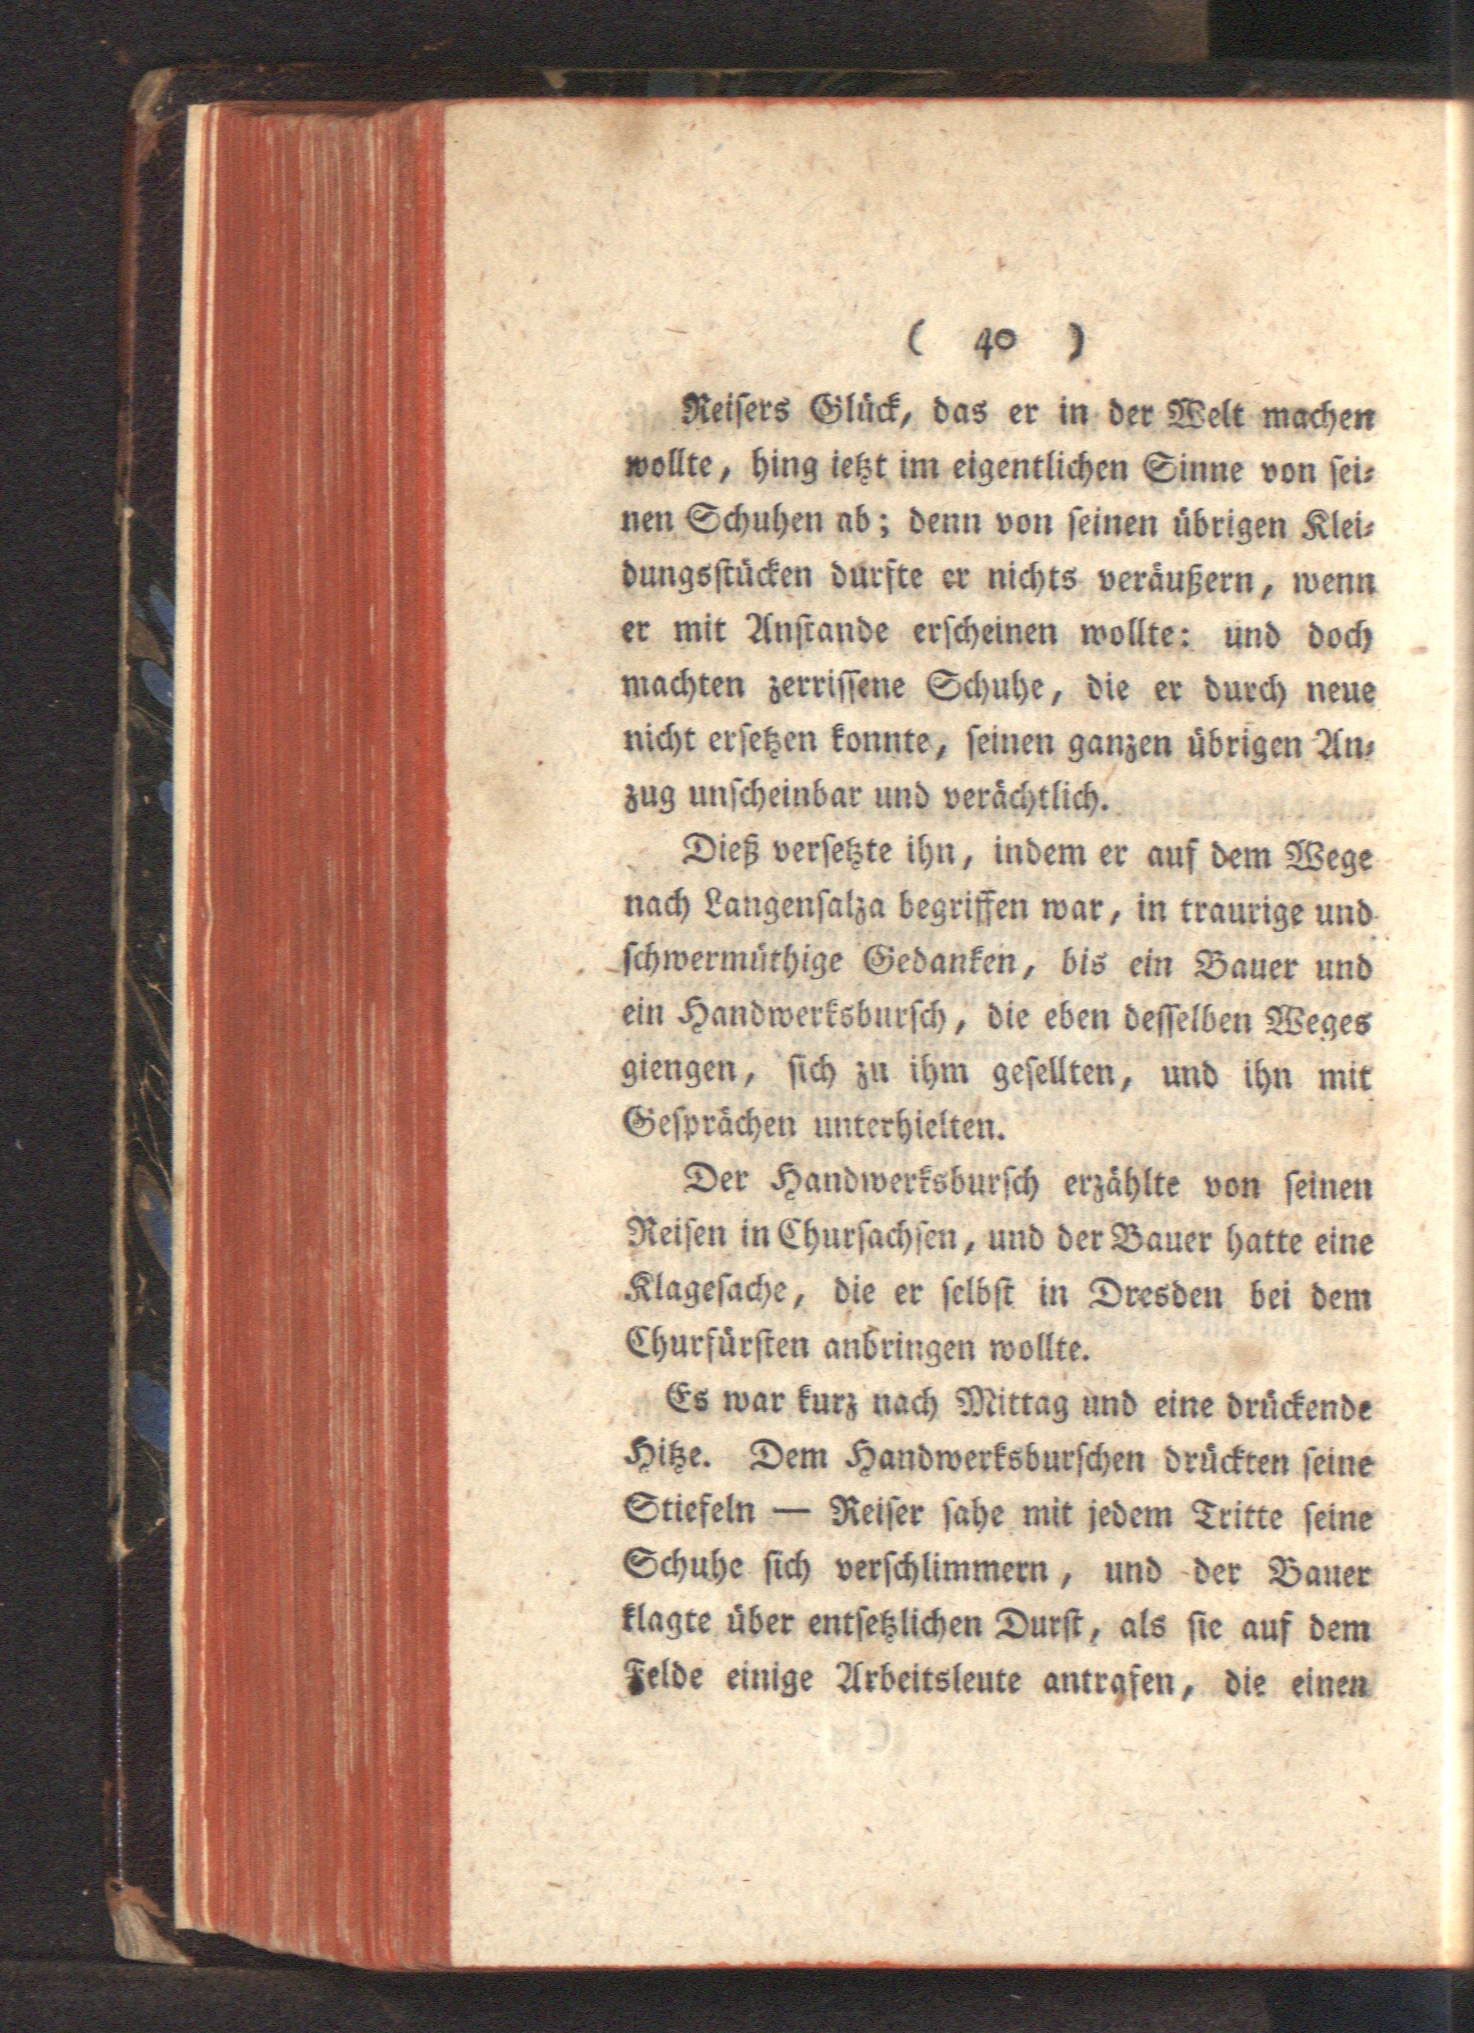 ( 40 )
Reiſers Glück, das er in der Welt machen
wollte, hing ietzt im eigentlichen Sinne von ſei⸗
nen Schuhen ab; denn von ſeinen übrigen Klei⸗
dungsſtücken durfte er nichts veräußern, wenn
er mit Anſtande erſcheinen wollte: und doch
machten zerriſſene Schuhe, die er durch neue
nicht erſetzen konnte, ſeinen ganzen übrigen An⸗
zug unſcheinbar und verächtlich.
Dieß verſetzte ihn, indem er auf dem Wege
nach Langenſalza begriffen war, in traurige und
ſchwermüthige Gedanken, bis ein Bauer und
ein Handwerksburſch, die eben deſſelben Weges
giengen, ſich zu ihm geſellten, und ihn mit
Geſprächen unterhielten.
Der Handwerksburſch erzählte von ſeinen
Reiſen in Churſachſen, und der Bauer hatte eine
Klageſache, die er ſelbſt in Dresden bei dem
Churfürſten anbringen wollte.
Es war kurz nach Mittag und eine drückende
Hitze. Dem Handwerksburſchen drückten ſeine
Stiefeln — Reiſer ſahe mit jedem Tritte ſeine
Schuhe ſich verſchlimmern, und der Bauer
klagte über entſetzlichen Durſt, als ſie auf dem
Felde einige Arbeitsleute antrafen, die einen